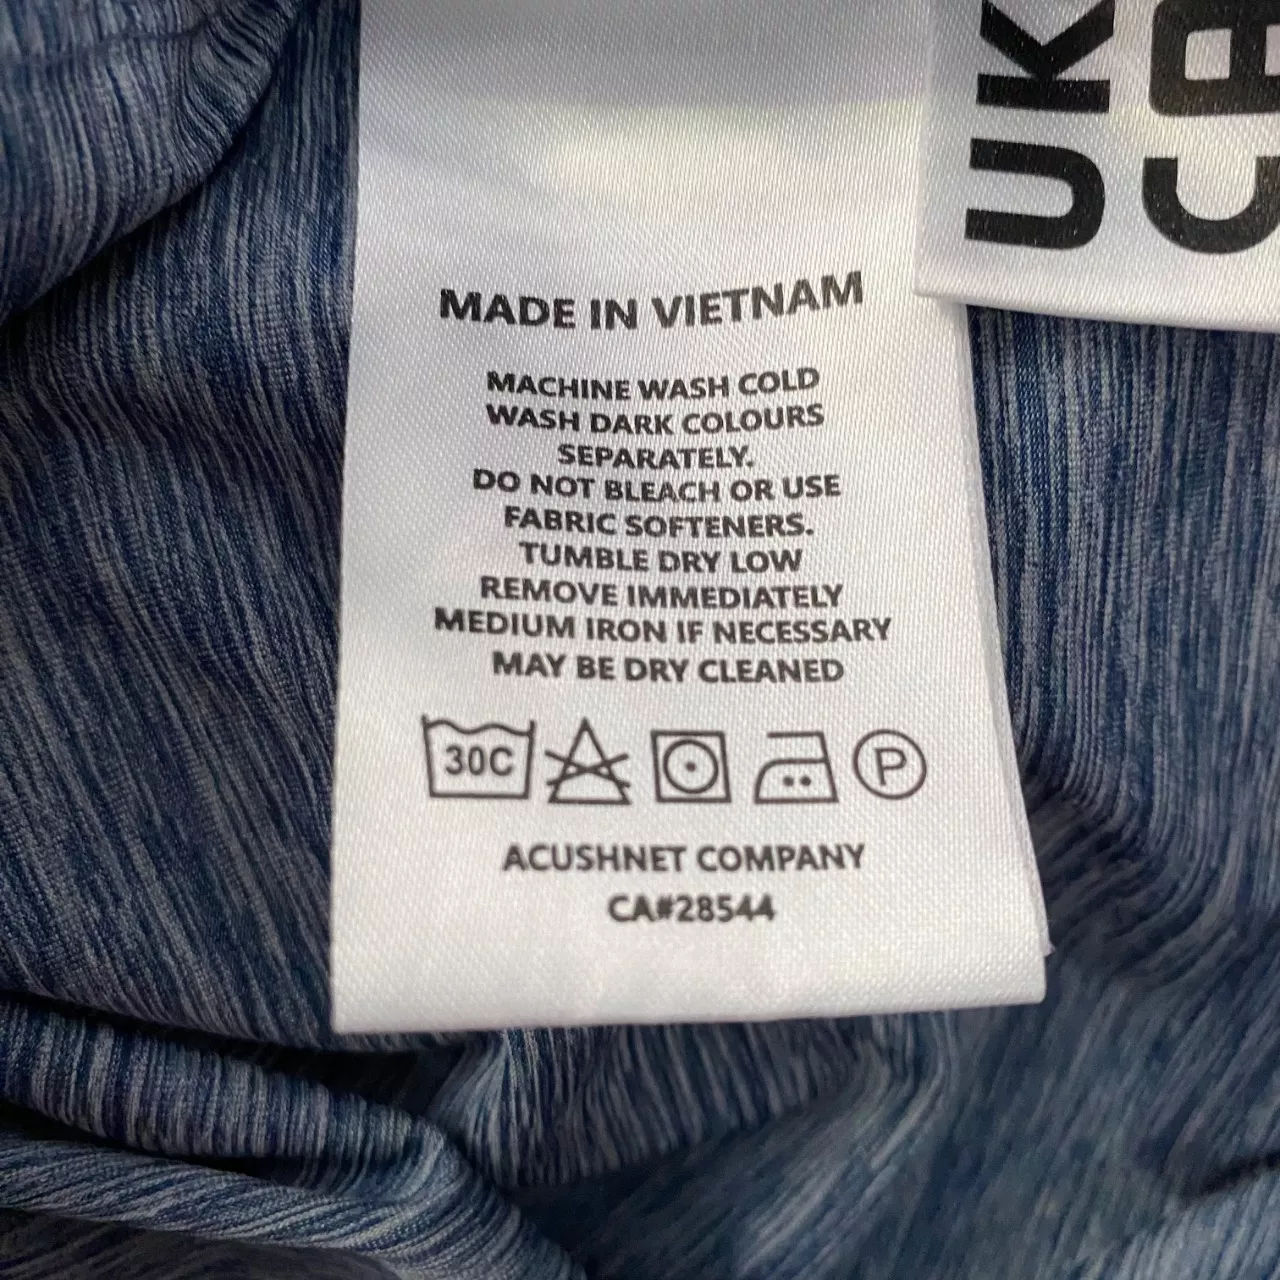 UK
CA
MADE IN VIETNAM
MACHINE WASH COLD
WASH DARK COLOURS
SEPARATELY.
DO NOT BLEACH OR USE
FABRIC SOFTENERS.
TUMBLE DRY LOW
REMOVE IMMEDIATELY
MEDIUM IRON IF NECESSARY
MAY BE DRY CLEANED
30C P
ACUSHNET COMPANY
CA#28544